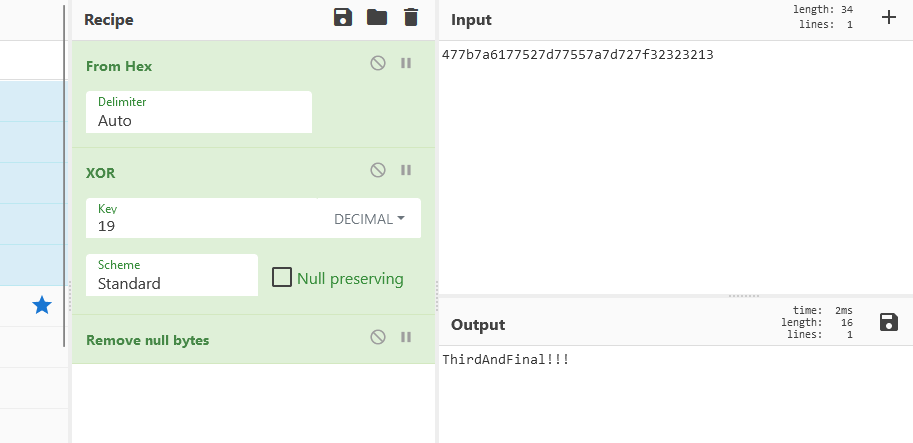 Recipe
From Hex
Delimiter
Auto
XOR
Key
19
DECIMAL
Scheme
Standard
Null preserving
Remove null bytes
Input
length: 34
lines: 1
477b7a6177527d77557a7d727f32323213
Output
time: 2ms
length: 16
lines: 1
ThirdAndFinal!!!